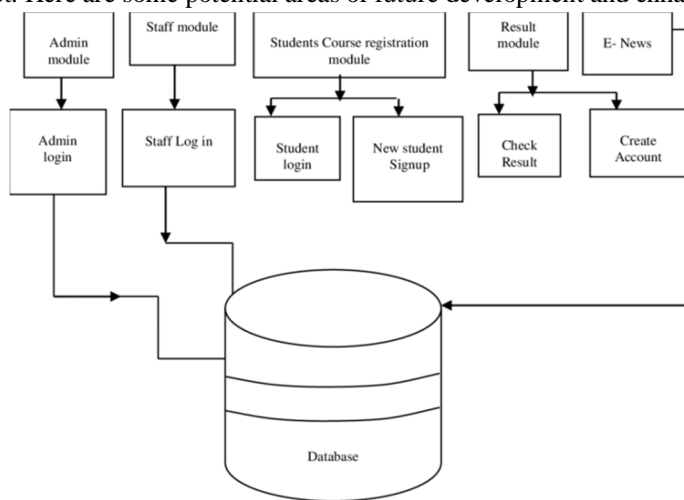 Here are some potential areas of future development and
Admin
module
Staff module
Students Course registration
module
Result
module
E- News
Admin
login
Staff Log in
Student
login
New student
Signup
Check
Result
Create
Account
Database